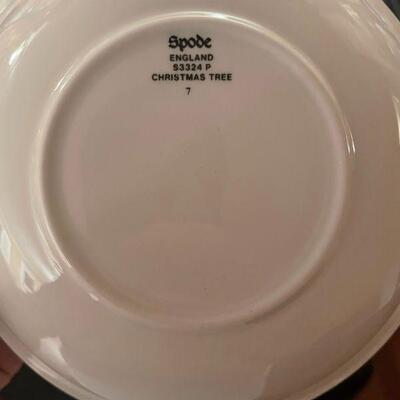 Spode
ENGLAND
S3324 P
CHRISTMAS TREE
7